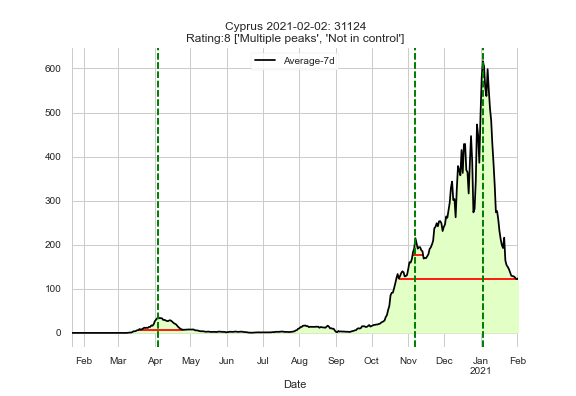 Cyprus 2021-02-02: 31124
Rating:8 ['Multiple peaks', 'Not in control']
Average-7d
600
500
400
300
200
100
0
Feb Mar Apr May Jun Jul Aug Sep Oct Nov Dec Jan Feb
2021
Date